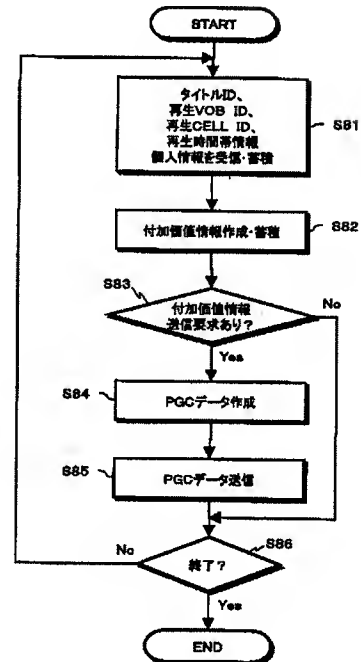 START
タイトルID、
再生VOB ID、
再生CELL ID、
再生時間帯情報
個人情報を受信・蓄積
S81
付加価値情報作成・蓄積
S82
S83
付加価値情報
送信要求あり?
No
Yes
S84
PGCデータ作成
S85
PGCデータ送信
No
S86
終了?
Yes
END